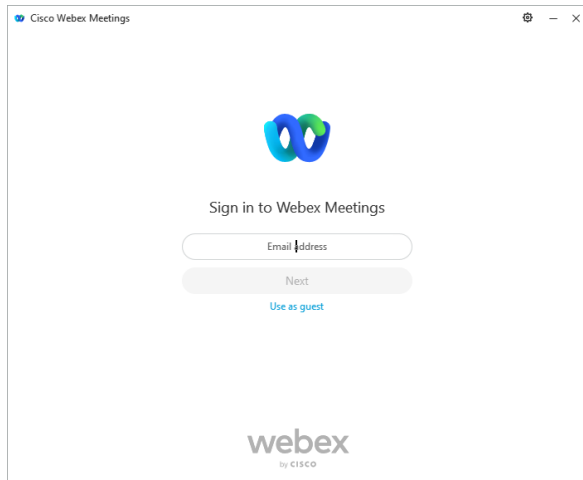 Cisco Webex Meetings
Sign in to Webex Meetings
Email address
Next
Use as guest
webex
by CISCO